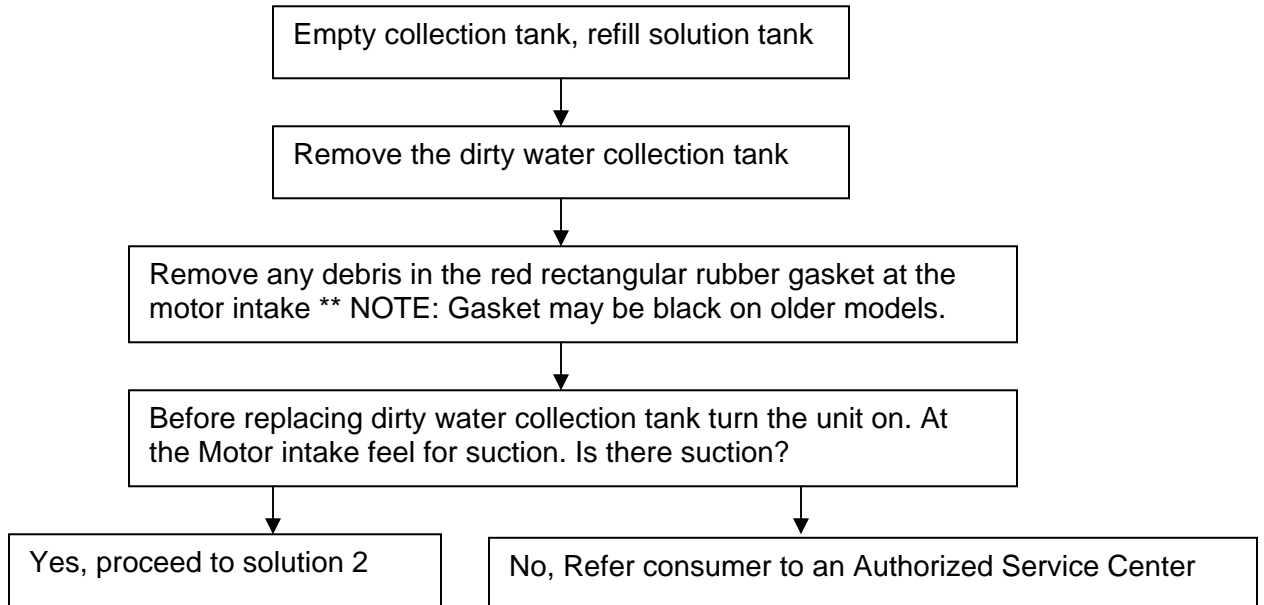 Empty collection tank, refill solution tank
Remove the dirty water collection tank
Remove any debris in the red rectangular rubber gasket at the
motor intake ** NOTE: Gasket may be black on older models.
Before replacing dirty water collection tank turn the unit on. At
the Motor intake feel for suction. Is there suction?
Yes, proceed to solution 2
No, Refer consumer to an Authorized Service Center